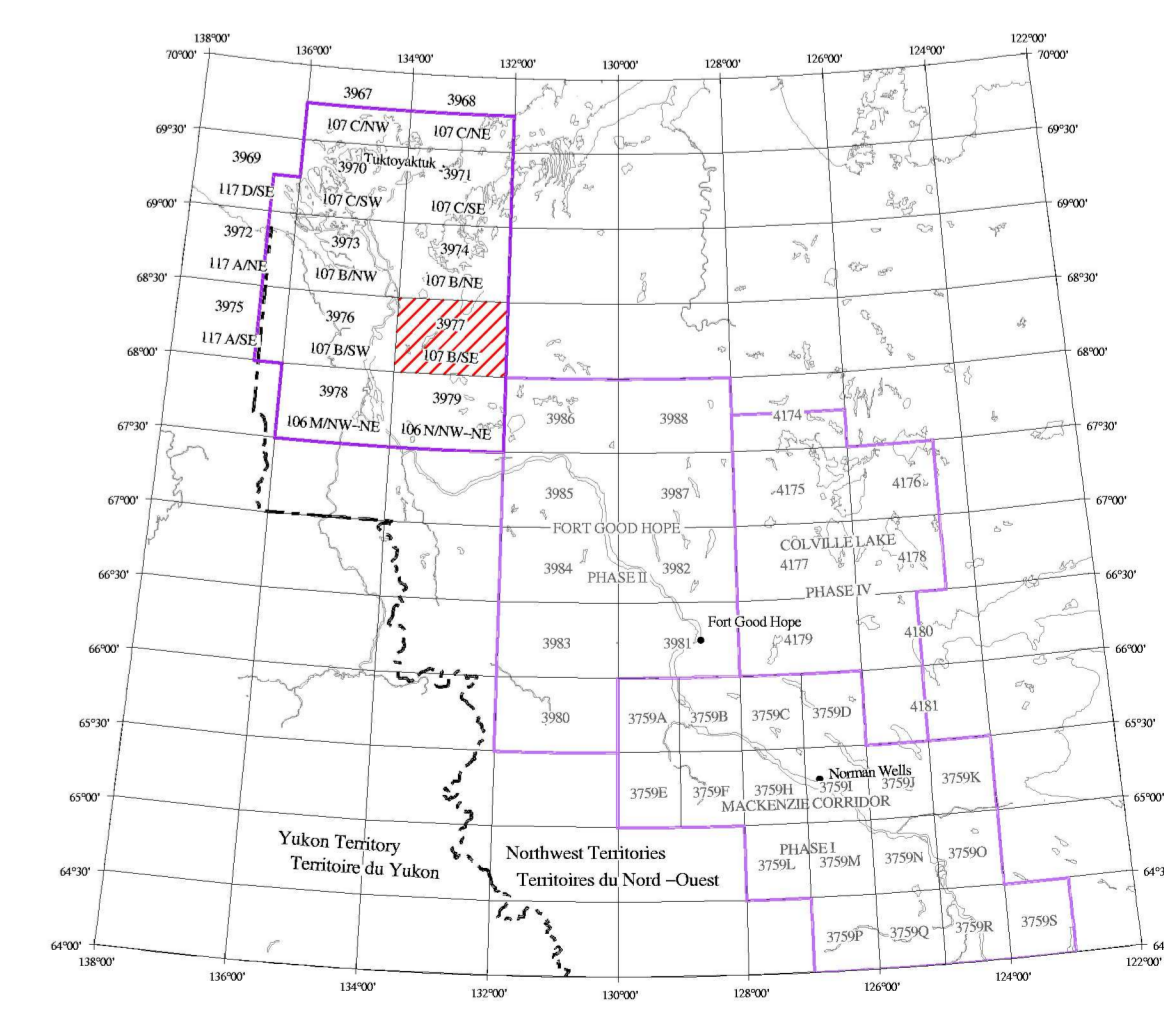 138°00'
136°00'
134°00'
132°00'
130°00'
128°00'
126°00'
124°00'
122°00'
70°00'
70°00'
3967
3968
107 C/NW
107 C/NE
69°30'
69°30'
3969
3970
Tuktoyaktuk
3971
117 D/SE
107 C/SW
107 C/SE
69°00'
69°00'
3972
3973
3974
117 A/NE
107 B/NW
107 B/NE
68°30'
68°30'
3975
3976
3977
117 A/SE
107 B/SW
107 B/SE
68°00'
68°00'
3978
3979
3986
3988
4174
106 M/NW–NE
106 N/NW–NE
67°30'
67°30'
3985
3987
4175
4176
67°00'
67°00'
FORT GOOD HOPE
COLVILLE LAKE
3984
3982
4177
4178
PHASE II
PHASE IV
66°30'
66°30'
Fort Good Hope
3983
3981
4179
4180
66°00'
66°00'
3980
3759A
3759B
3759C
3759D
4181
65°30'
65°30'
Norman Wells
3759E
3759F
3759H
3759I
3759J
3759K
MACKENZIE CORRIDOR
65°00'
65°00'
Yukon Territory
Territoire du Yukon
Northwest Territories
Territoires du Nord –Ouest
PHASE I
3759L
3759M
3759N
3759O
64°30'
64°3
3759P
3759Q
3759R
3759S
64°00'
64
138°00'
136°00'
134°00'
132°00'
130°00'
128°00'
126°00'
124°00'
122°00'